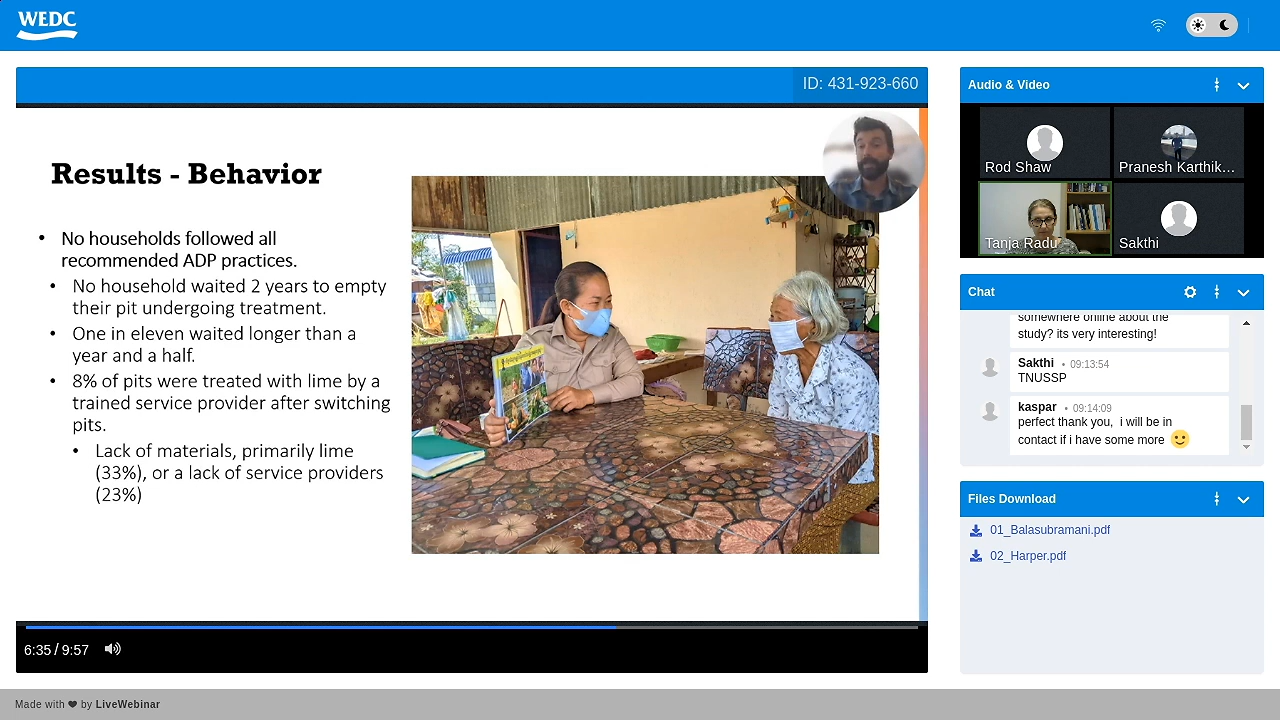 WEDC
ID: 431-923-660
Results - Behavior
• No households followed all
recommended ADP practices.
• No household waited 2 years to empty
their pit undergoing treatment.
• One in eleven waited longer than a
year and a half.
• 8% of pits were treated with lime by a
trained service provider after switching
pits.
• Lack of materials, primarily lime
(33%), or a lack of service providers
(23%)
6:35 / 9:57
Audio & Video
Rod Shaw
Pranesh Karthik...
Tanja Radu
Sakthi
Chat
somewhere online about the
study? its very interesting!
Sakthi • 09:13:54
TNUSSP
kaspar • 09:14:09
perfect thank you, i will be in
contact if i have some more 🙂
Files Download
01_Balasubramani.pdf
02_Harper.pdf
Made with ❤ by LiveWebinar